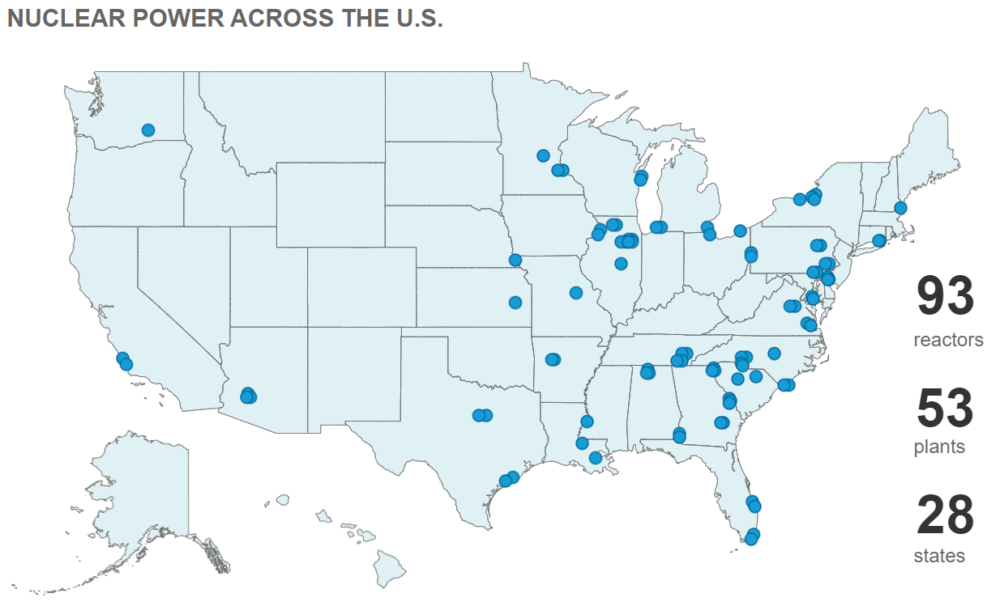 NUCLEAR POWER ACROSS THE U.S.
93
reactors
53
plants
28
states